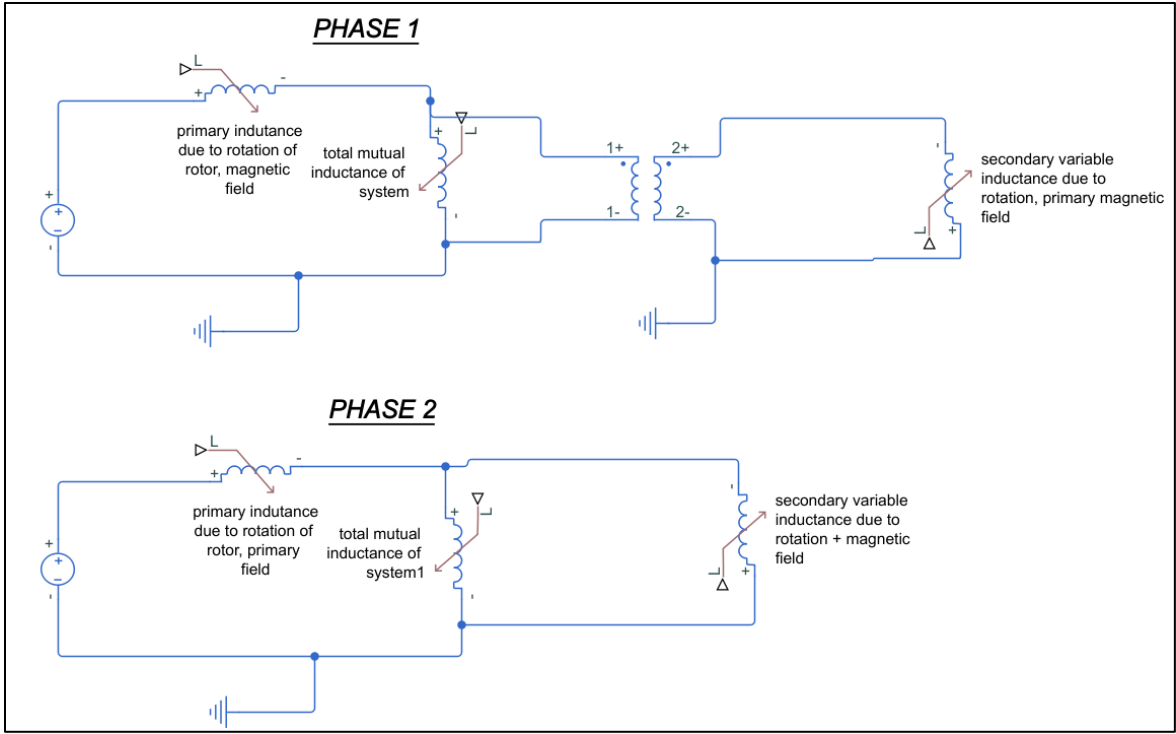 PHASE 1
L
+
-
primary indutance
due to rotation of
rotor, magnetic
field
total mutual
inductance of
system
+
L
-
1+
2+
1-
2-
-
L
+
secondary variable
inductance due to
rotation, primary magnetic
field
+
+
-
PHASE 2
L
+
-
primary indutance
due to rotation of
rotor, primary
field
total mutual
inductance of
system1
+
L
-
-
L
+
secondary variable
inductance due to
rotation + magnetic
field
+
+
-